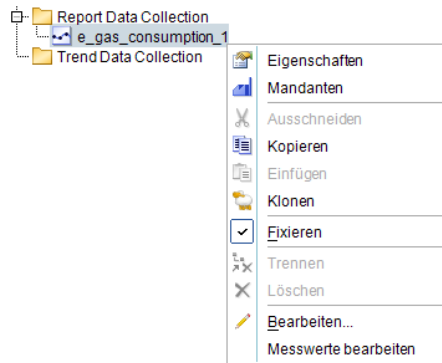 Report Data Collection
e_gas_consumption_1
Trend Data Collection
Eigenschaften
Mandanten
Ausschneiden
Kopieren
Einfügen
Klonen
Fixieren
Trennen
Löschen
Bearbeiten...
Messwerte bearbeiten